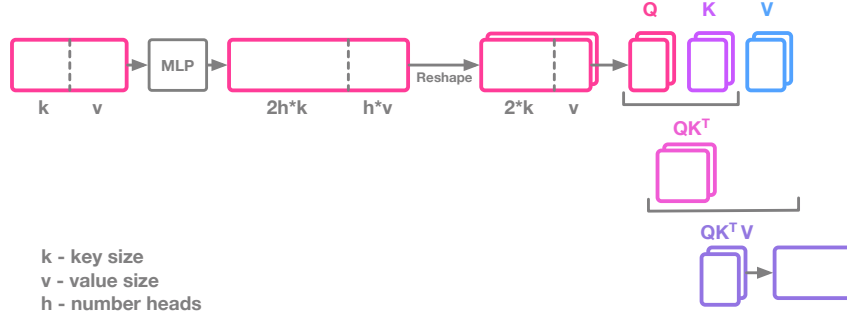 Q K V
MLP
Reshape
k v 2h*k h*v 2*k v
QKᵀ
QKᵀ V
k - key size
v - value size
h - number heads